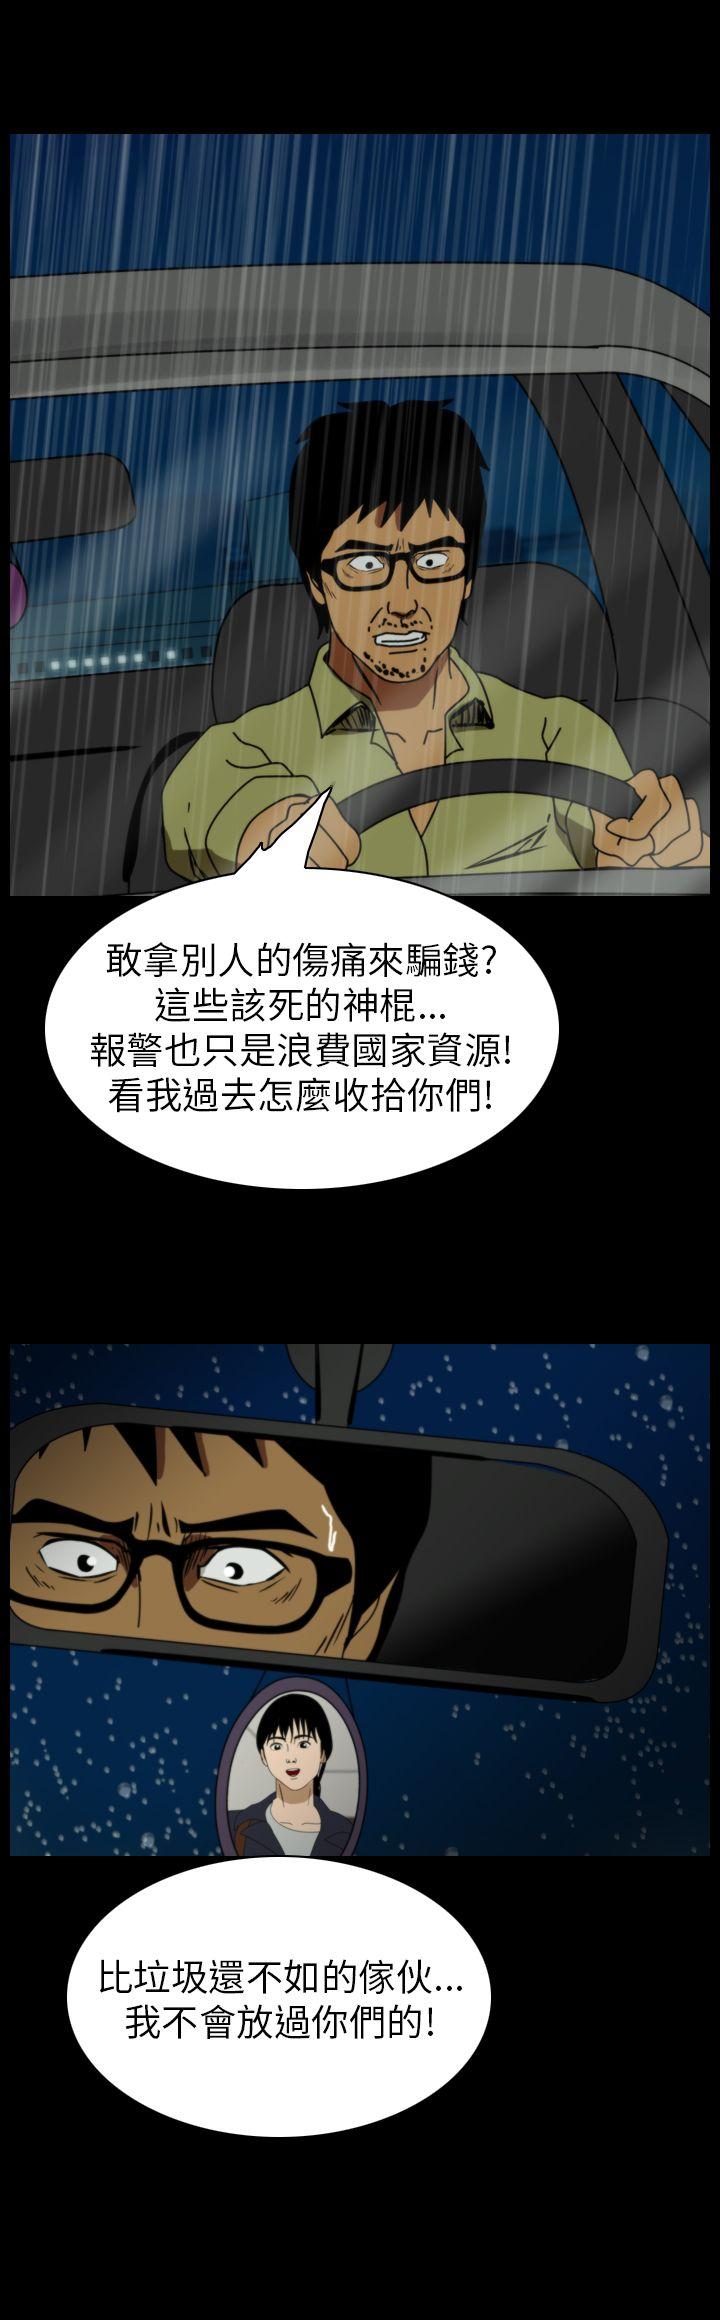 敢拿別人的傷痛來騙錢?
這些該死的神棍...
報警也只是浪費國家資源!
看我過去怎麼收拾你們!
比垃圾還不如的傢伙...
我不會放過你們的!